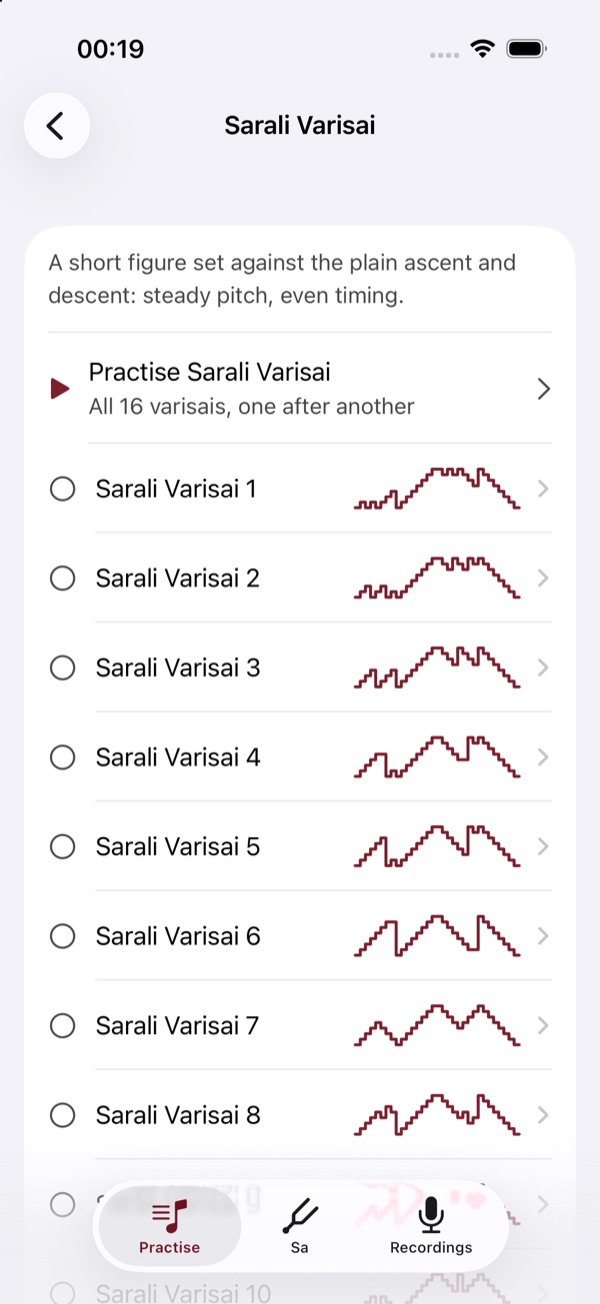 00:19
Sarali Varisai
A short figure set against the plain ascent and
descent: steady pitch, even timing.
Practise Sarali Varisai
All 16 varisais, one after another
Sarali Varisai 1
Sarali Varisai 2
Sarali Varisai 3
Sarali Varisai 4
Sarali Varisai 5
Sarali Varisai 6
Sarali Varisai 7
Sarali Varisai 8
Practise
Sa
Recordings
Sarali Varisai 10